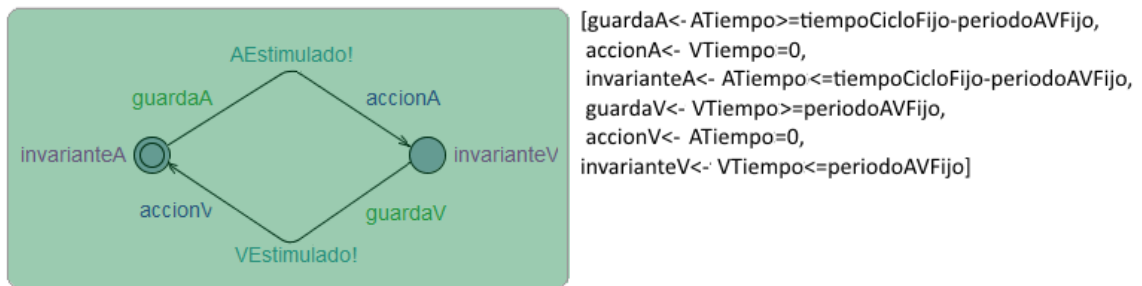 AEstimulado!
guardaA
accionA
invarianteA
invarianteV
accionV
guardaV
VEstimulado!
[guardaA<- ATiempo>=tiempoCicloFijo-periodoAVFijo,
accionA<- VTiempo=0,
invarianteA<- ATiempo<=tiempoCicloFijo-periodoAVFijo,
guardaV<- VTiempo>=periodoAVFijo,
accionV<- ATiempo=0,
invarianteV<- VTiempo<=periodoAVFijo]